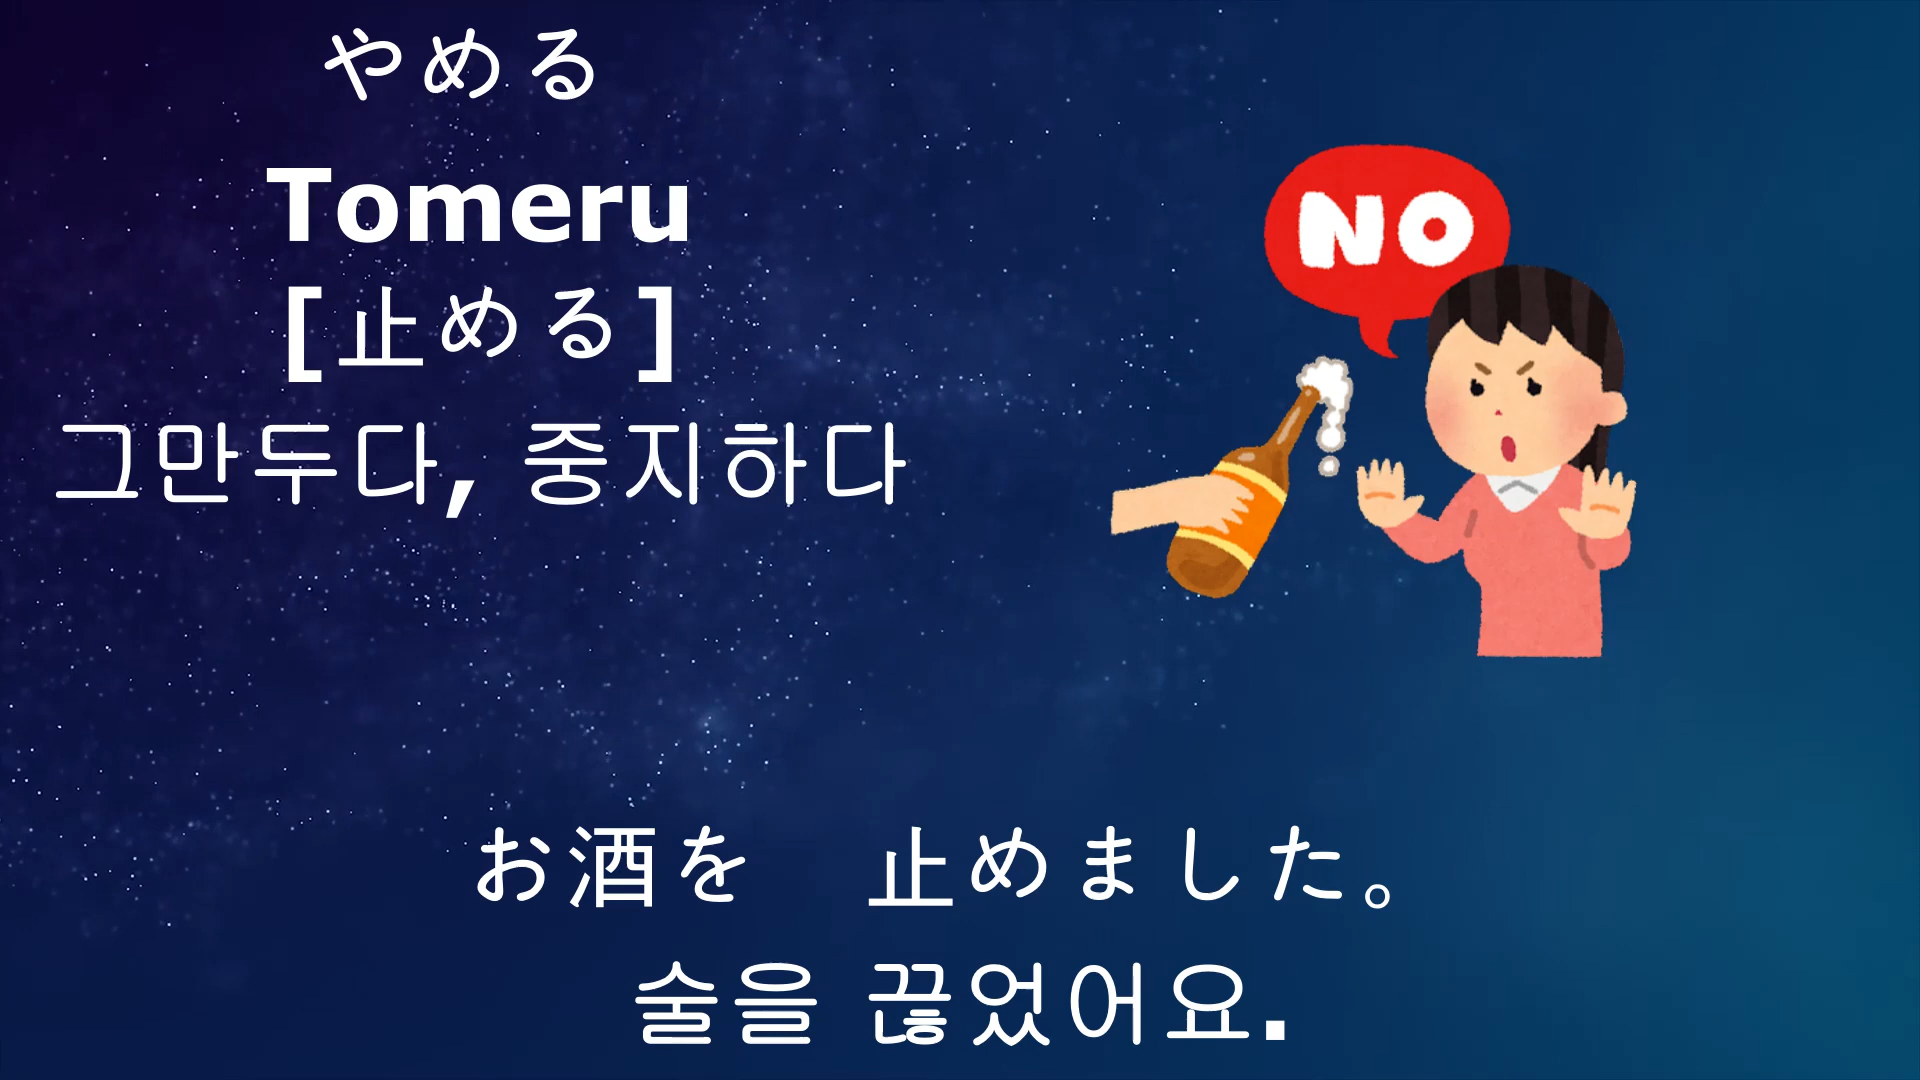 やめる
Tomeru
[止める]
그만두다, 중지하다
NO
お酒を　止めました。
술을 끊었어요.